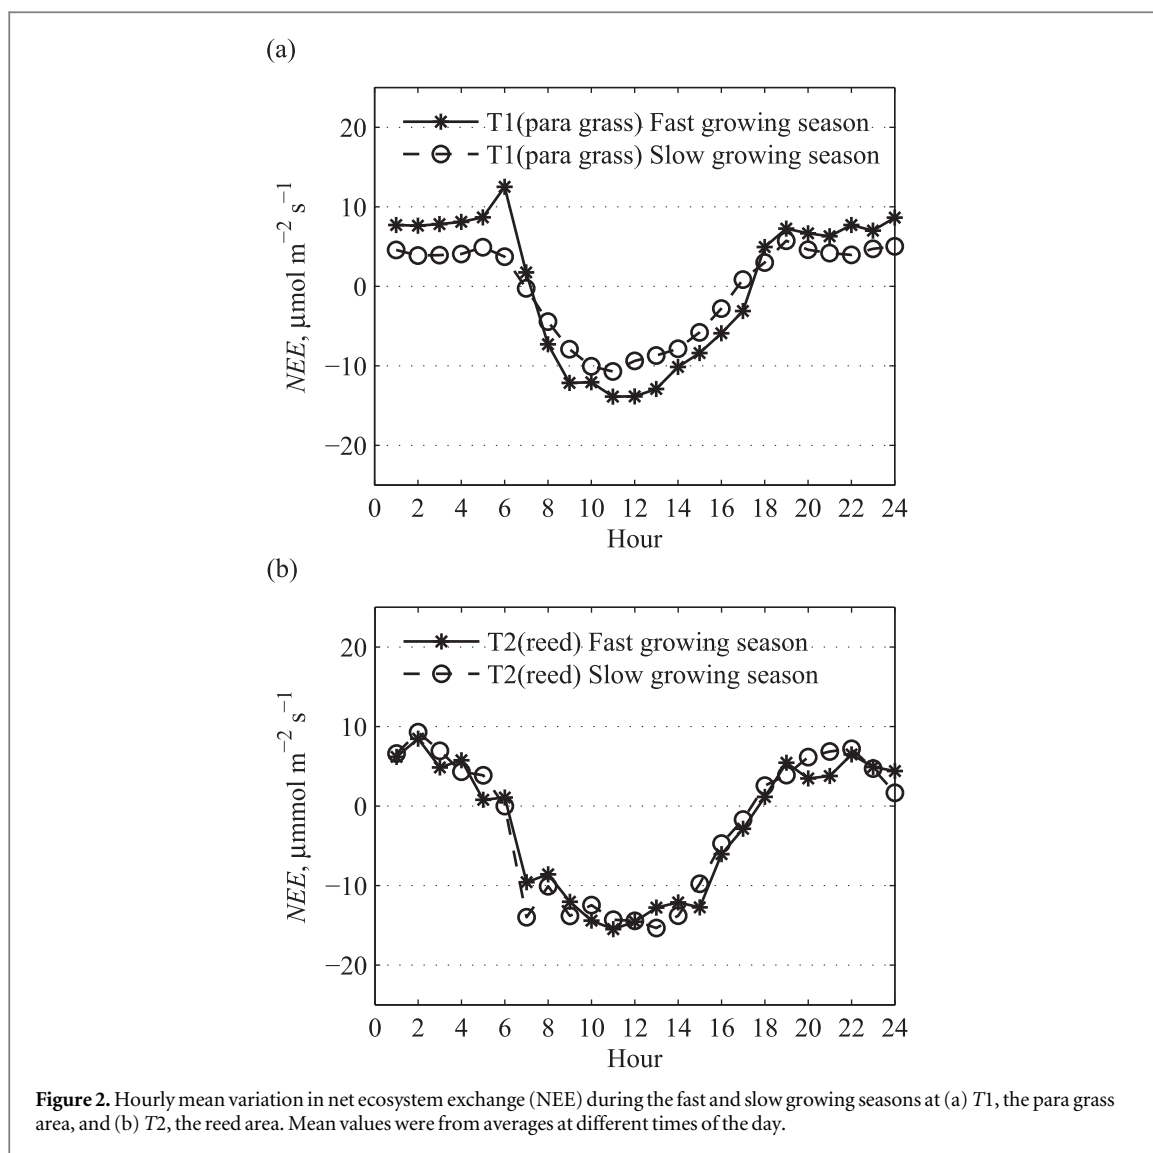 (a)
T1(para grass) Fast growing season
T1(para grass) Slow growing season
20
10
0
−10
−20
NEE, μmol m⁻² s⁻¹
0 2 4 6 8 10 12 14 16 18 20 22 24
Hour
(b)
T2(reed) Fast growing season
T2(reed) Slow growing season
20
10
0
−10
−20
NEE, μmmol m⁻² s⁻¹
0 2 4 6 8 10 12 14 16 18 20 22 24
Hour
Figure 2. Hourly mean variation in net ecosystem exchange (NEE) during the fast and slow growing seasons at (a) T1, the para grass
area, and (b) T2, the reed area. Mean values were from averages at different times of the day.